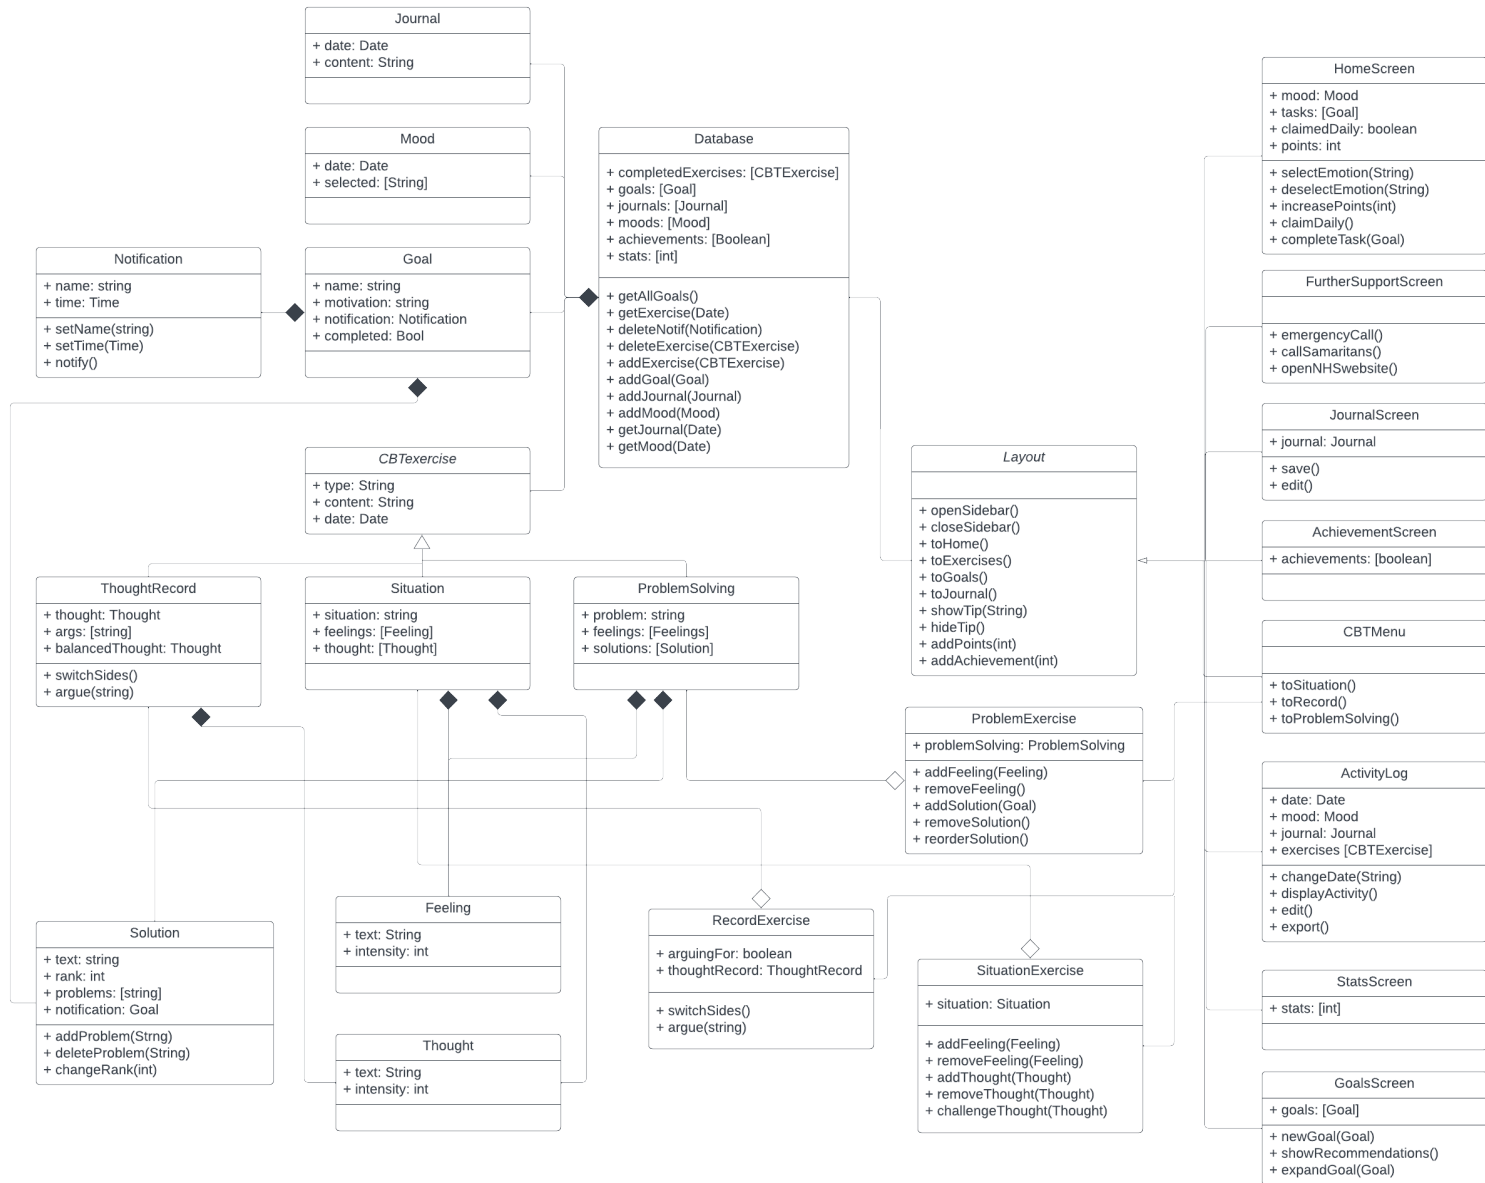 Journal
+ date: Date
+ content: String
Mood
+ date: Date
+ selected: [String]
Notification
+ name: string
+ time: Time
+ setName(string)
+ setTime(Time)
+ notify()
Goal
+ name: string
+ motivation: string
+ notification: Notification
+ completed: Bool
Database
+ completedExercises: [CBTExercise]
+ goals: [Goal]
+ journals: [Journal]
+ moods: [Mood]
+ achievements: [Boolean]
+ stats: [int]
+ getAllGoals()
+ getExercise(Date)
+ deleteNotif(Notification)
+ deleteExercise(CBTExercise)
+ addExercise(CBTExercise)
+ addGoal(Goal)
+ addJournal(Journal)
+ addMood(Mood)
+ getJournal(Date)
+ getMood(Date)
CBTexercise
+ type: String
+ content: String
+ date: Date
ThoughtRecord
+ thought: Thought
+ args: [string]
+ balancedThought: Thought
+ switchSides()
+ argue(string)
Situation
+ situation: string
+ feelings: [Feeling]
+ thought: [Thought]
ProblemSolving
+ problem: string
+ feelings: [Feelings]
+ solutions: [Solution]
Layout
+ openSidebar()
+ closeSidebar()
+ toHome()
+ toExercises()
+ toGoals()
+ toJournal()
+ showTip(String)
+ hideTip()
+ addPoints(int)
+ addAchievement(int)
ProblemExercise
+ problemSolving: ProblemSolving
+ addFeeling(Feeling)
+ removeFeeling()
+ addSolution(Goal)
+ removeSolution()
+ reorderSolution()
Solution
+ text: string
+ rank: int
+ problems: [string]
+ notification: Goal
+ addProblem(Strng)
+ deleteProblem(String)
+ changeRank(int)
Feeling
+ text: String
+ intensity: int
Thought
+ text: String
+ intensity: int
RecordExercise
+ arguingFor: boolean
+ thoughtRecord: ThoughtRecord
+ switchSides()
+ argue(string)
SituationExercise
+ situation: Situation
+ addFeeling(Feeling)
+ removeFeeling(Feeling)
+ addThought(Thought)
+ removeThought(Thought)
+ challengeThought(Thought)
HomeScreen
+ mood: Mood
+ tasks: [Goal]
+ claimedDaily: boolean
+ points: int
+ selectEmotion(String)
+ deselectEmotion(String)
+ increasePoints(int)
+ claimDaily()
+ completeTask(Goal)
FurtherSupportScreen
+ emergencyCall()
+ callSamaritans()
+ openNHSwebsite()
JournalScreen
+ journal: Journal
+ save()
+ edit()
AchievementScreen
+ achievements: [boolean]
CBTMenu
+ toSituation()
+ toRecord()
+ toProblemSolving()
ActivityLog
+ date: Date
+ mood: Mood
+ journal: Journal
+ exercises [CBTExercise]
+ changeDate(String)
+ displayActivity()
+ edit()
+ export()
StatsScreen
+ stats: [int]
GoalsScreen
+ goals: [Goal]
+ newGoal(Goal)
+ showRecommendations()
+ expandGoal(Goal)